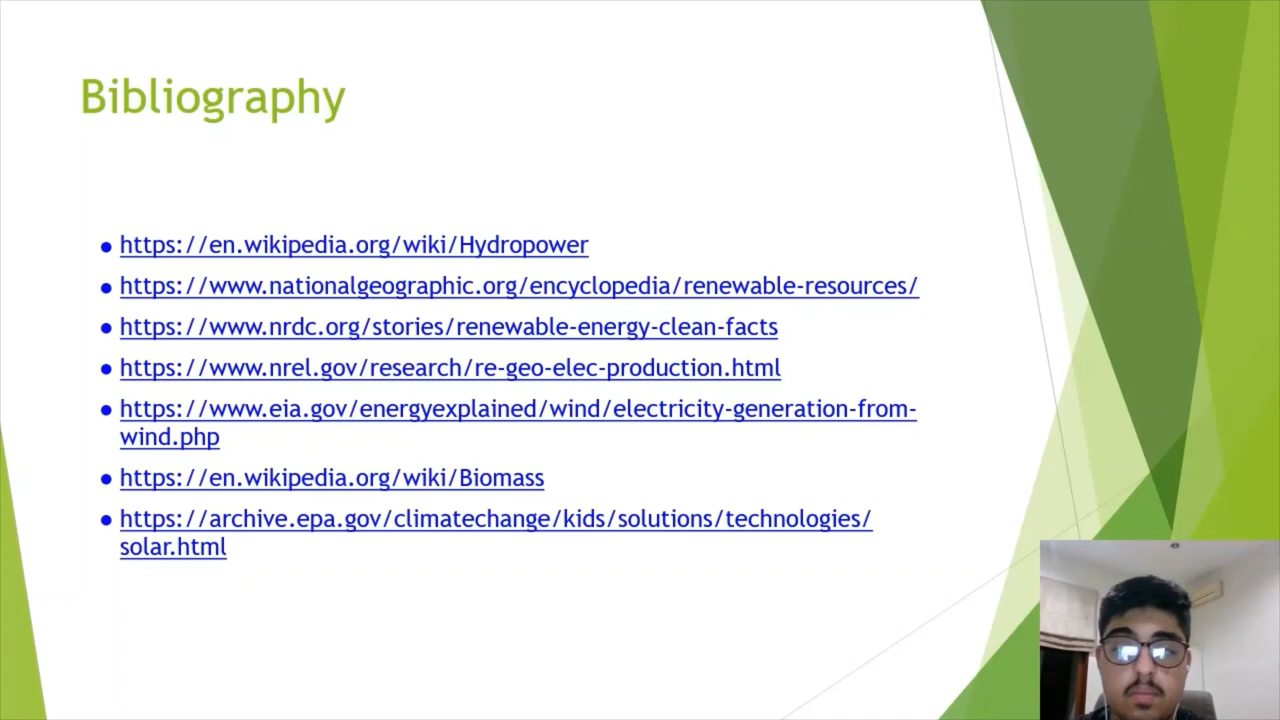 Bibliography
● https://en.wikipedia.org/wiki/Hydropower
● https://www.nationalgeographic.org/encyclopedia/renewable-resources/
● https://www.nrdc.org/stories/renewable-energy-clean-facts
● https://www.nrel.gov/research/re-geo-elec-production.html
● https://www.eia.gov/energyexplained/wind/electricity-generation-from-
wind.php
● https://en.wikipedia.org/wiki/Biomass
● https://archive.epa.gov/climatechange/kids/solutions/technologies/
solar.html